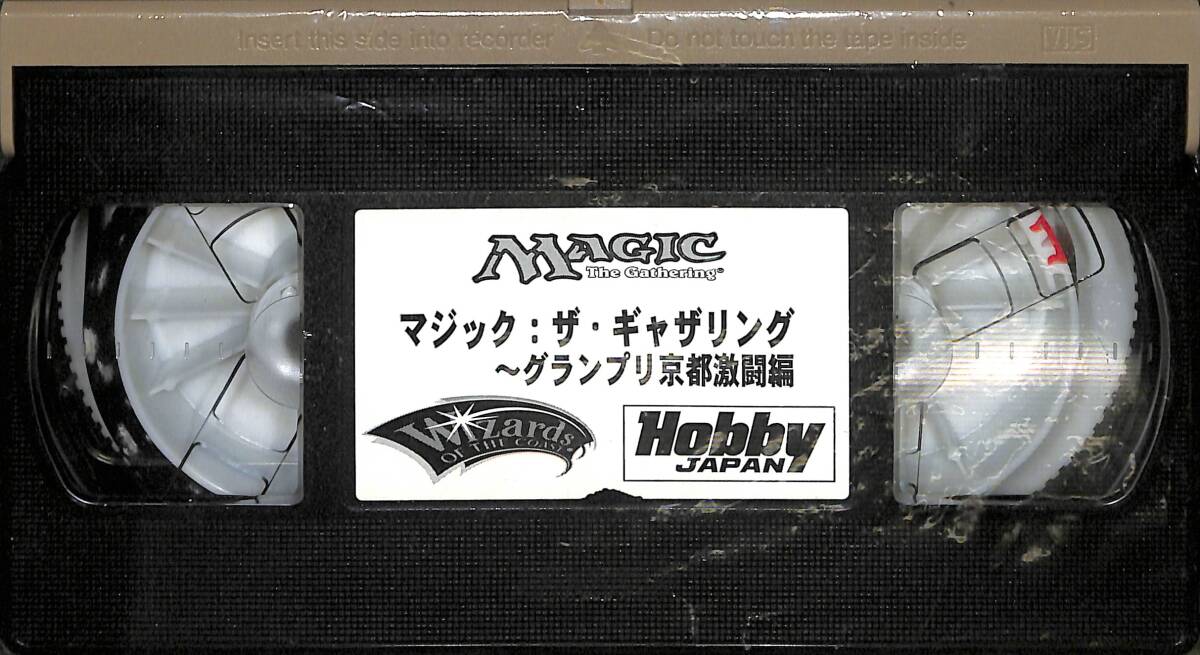 Insert this side into recorder
Do not touch the tape inside
VHS
MAGIC
The Gathering®
マジック：ザ・ギャザリング
～グランプリ京都激闘編
Wizards
OF THE COAST®
Hobby
JAPAN